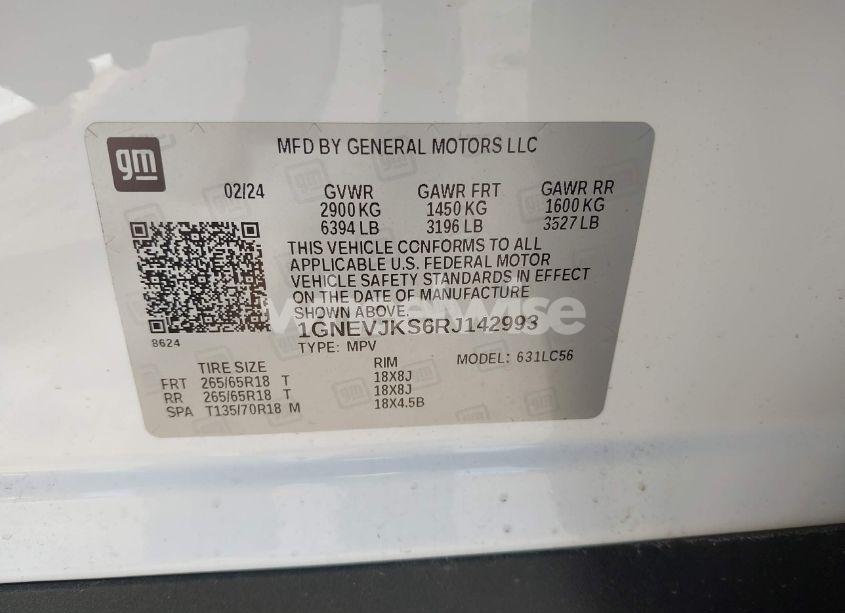 gm
MFD BY GENERAL MOTORS LLC
02/24 GVWR GAWR FRT GAWR RR
2900 KG 1450 KG 1600 KG
6394 LB 3196 LB 3527 LB
THIS VEHICLE CONFORMS TO ALL
APPLICABLE U.S. FEDERAL MOTOR
VEHICLE SAFETY STANDARDS IN EFFECT
ON THE DATE OF MANUFACTURE
SHOWN ABOVE.
1GNEVJKS6RJ142993
8624
TYPE: MPV MODEL: 631LC56
TIRE SIZE RIM
FRT 265/65R18 T 18X8J
RR 265/65R18 T 18X8J
SPA T135/70R18 M 18X4.5B